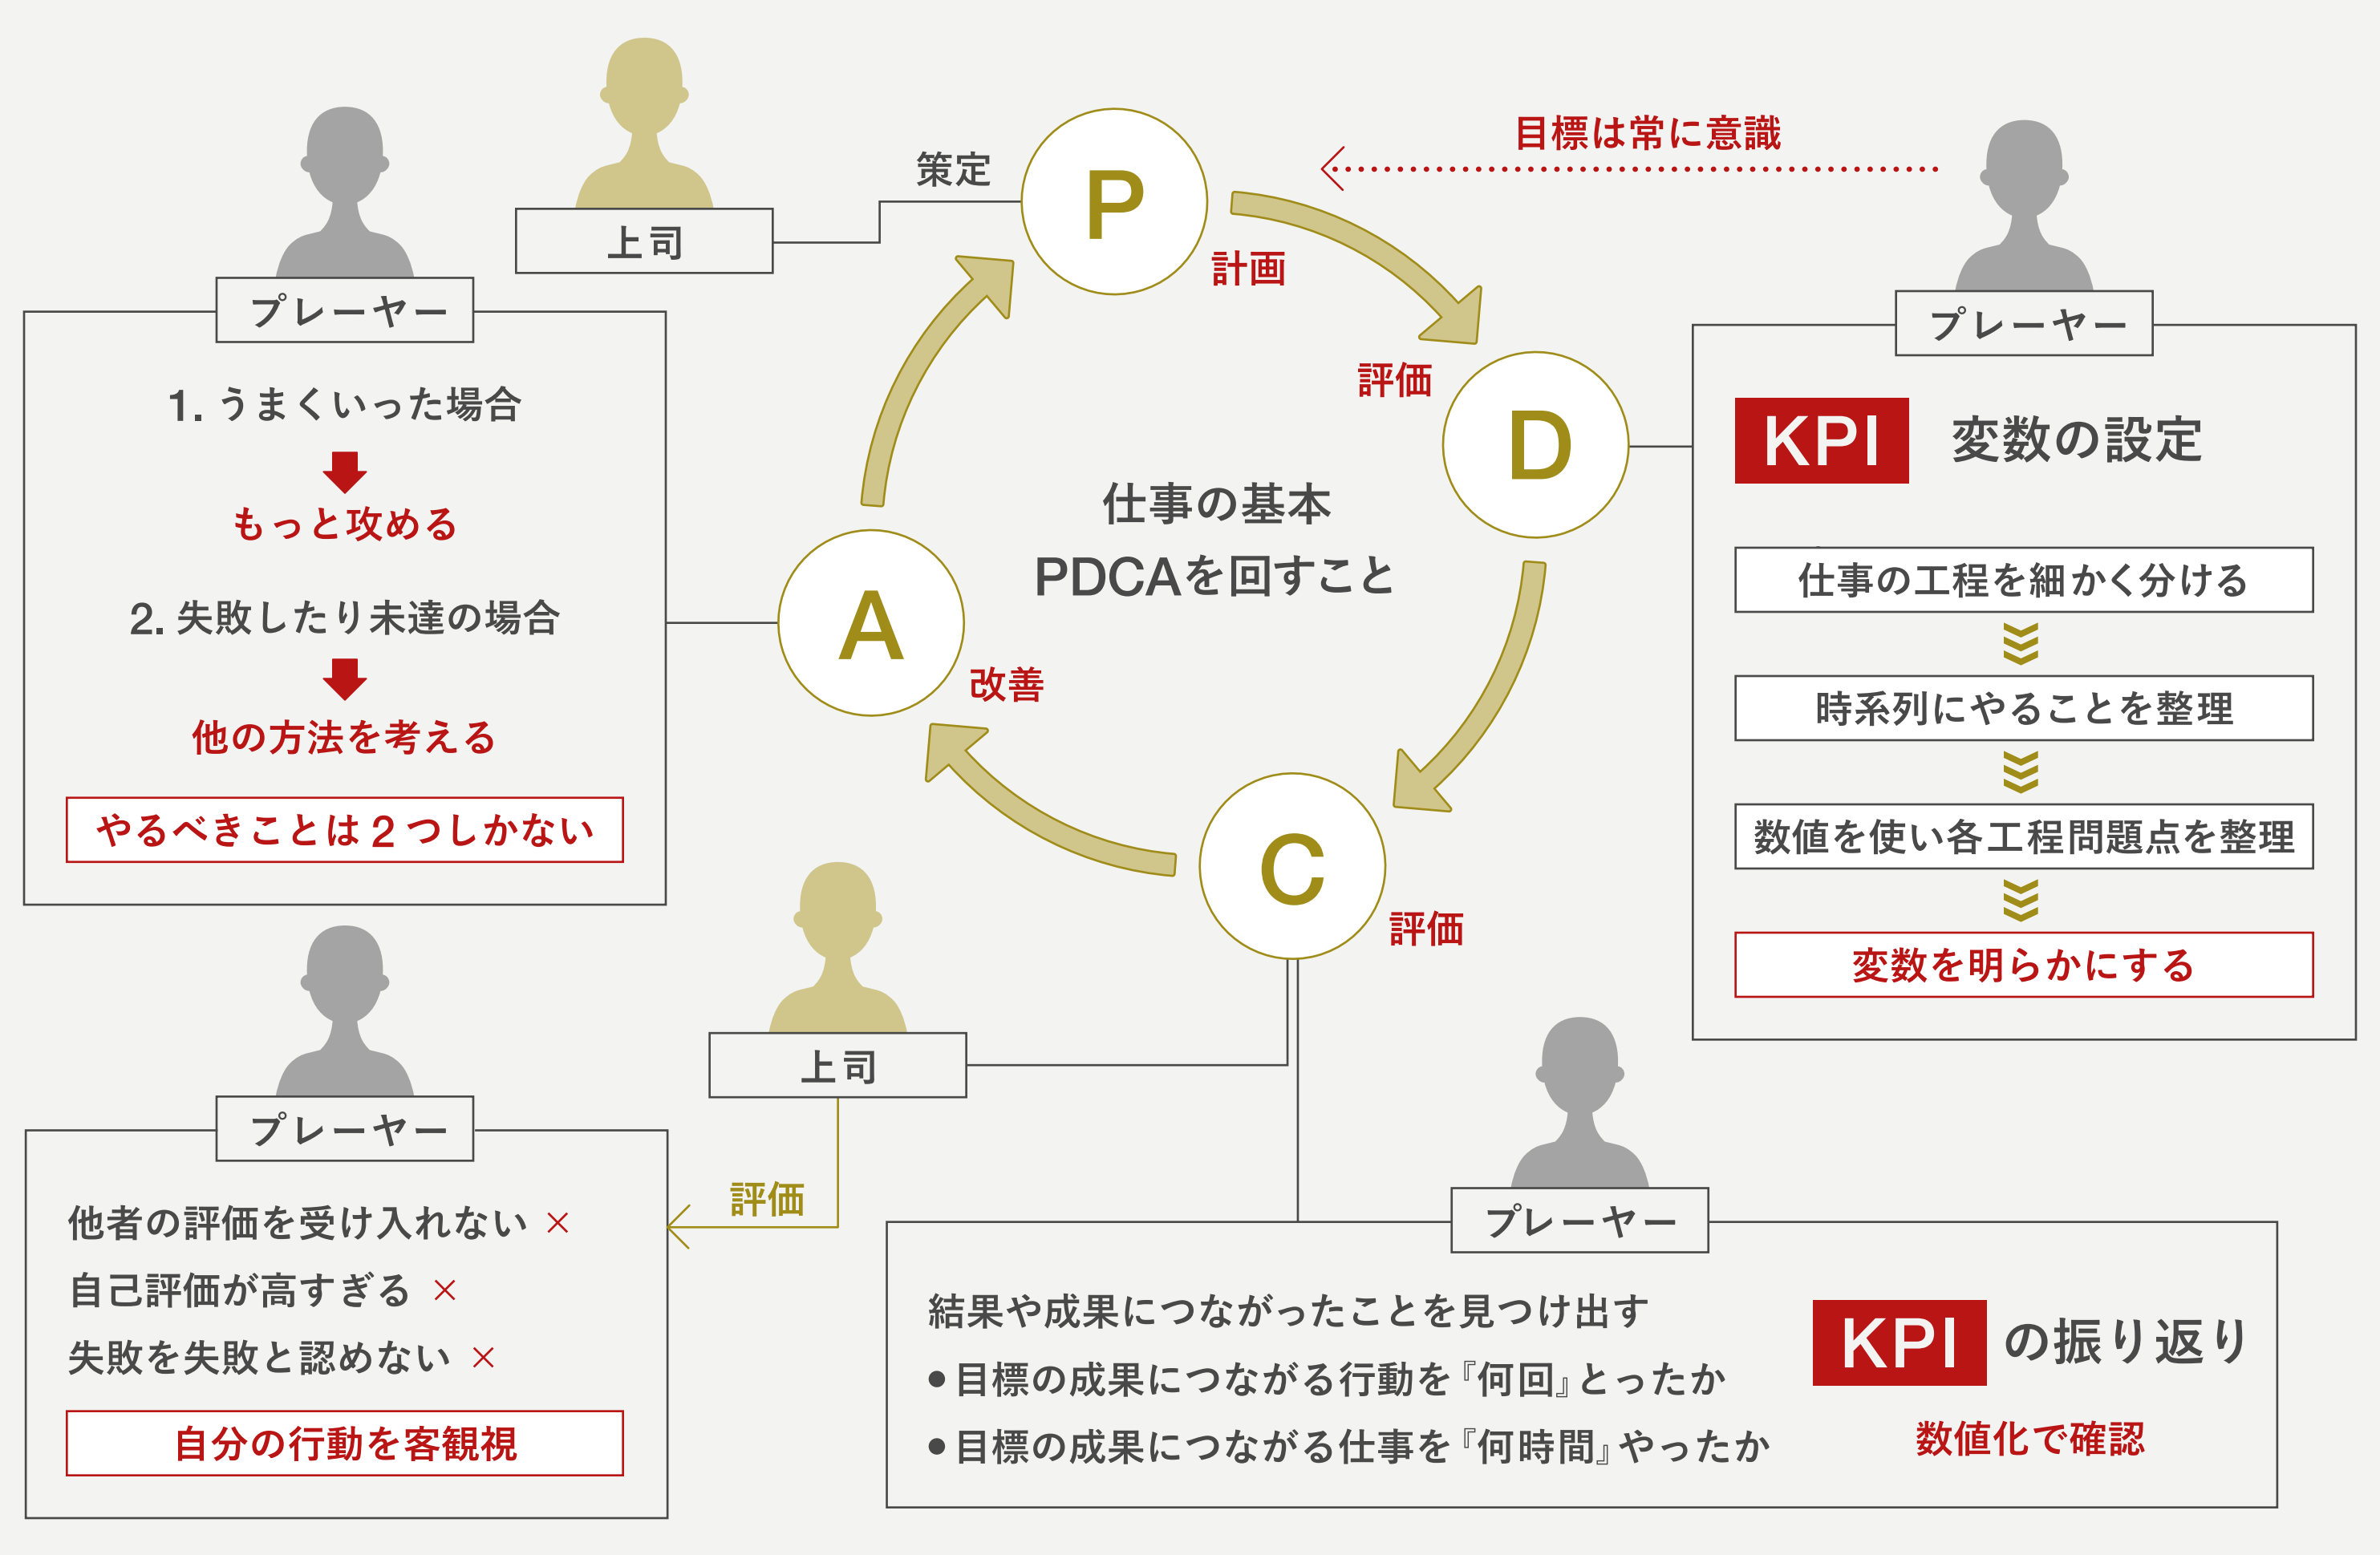 上司
策定
P
計画
目標は常に意識
プレーヤー
1. うまくいった場合
もっと攻める
2. 失敗したり未達の場合
他の方法を考える
やるべきことは２つしかない
仕事の基本
PDCAを回すこと
評価
D
プレーヤー
KPI 変数の設定
仕事の工程を細かく分ける
時系列にやることを整理
数値を使い各工程問題点を整理
変数を明らかにする
A
改善
C
評価
上司
評価
プレーヤー
他者の評価を受け入れない ×
自己評価が高すぎる ×
失敗を失敗と認めない ×
自分の行動を客観視
プレーヤー
結果や成果につながったことを見つけ出す
● 目標の成果につながる行動を『何回』とったか
● 目標の成果につながる仕事を『何時間』やったか
KPI の振り返り
数値化で確認